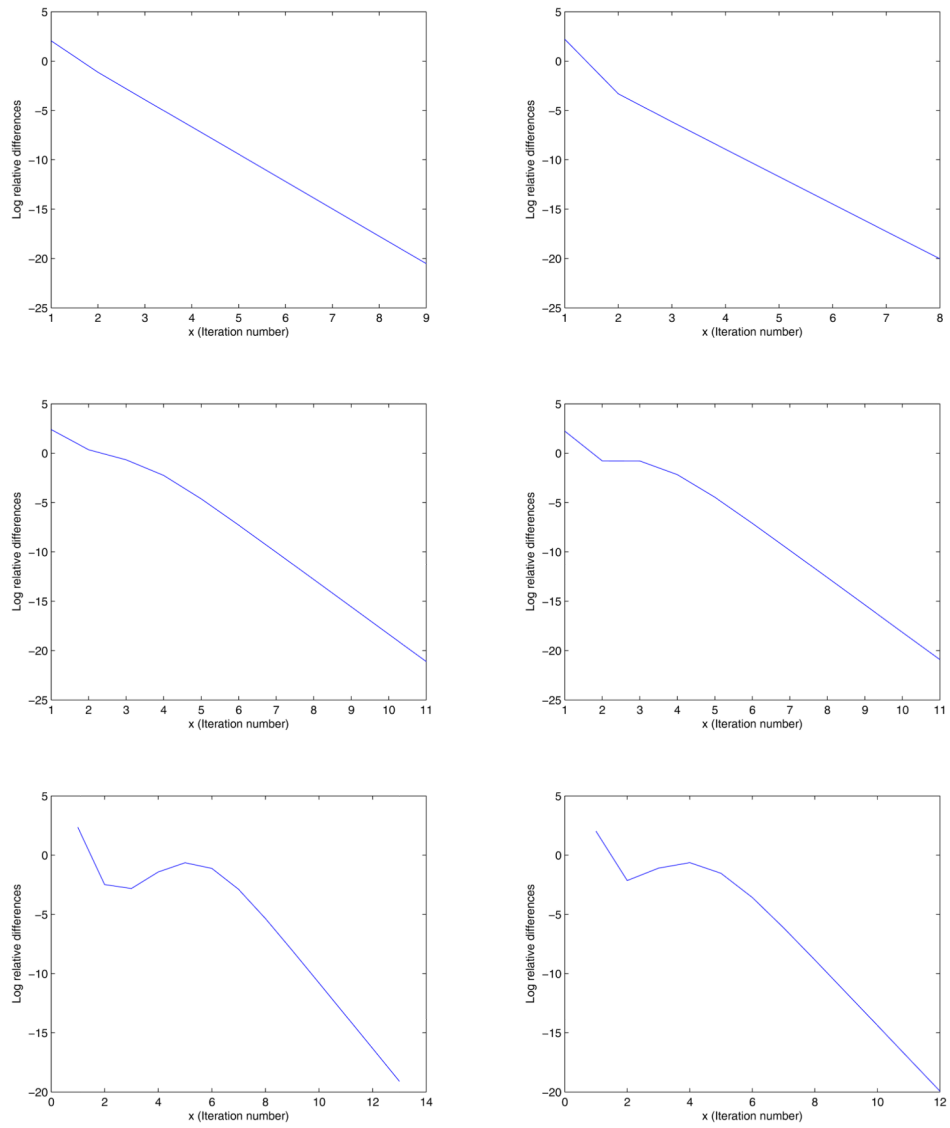 5
0
−5
−10
−15
−20
−25
Log relative differences
1 2 3 4 5 6 7 8 9
x (Iteration number)
5
0
−5
−10
−15
−20
−25
Log relative differences
1 2 3 4 5 6 7 8
x (Iteration number)
5
0
−5
−10
−15
−20
−25
Log relative differences
1 2 3 4 5 6 7 8 9 10 11
x (Iteration number)
5
0
−5
−10
−15
−20
−25
Log relative differences
1 2 3 4 5 6 7 8 9 10 11
x (Iteration number)
5
0
−5
−10
−15
−20
Log relative differences
0 2 4 6 8 10 12 14
x (Iteration number)
5
0
−5
−10
−15
−20
Log relative differences
0 2 4 6 8 10 12
x (Iteration number)